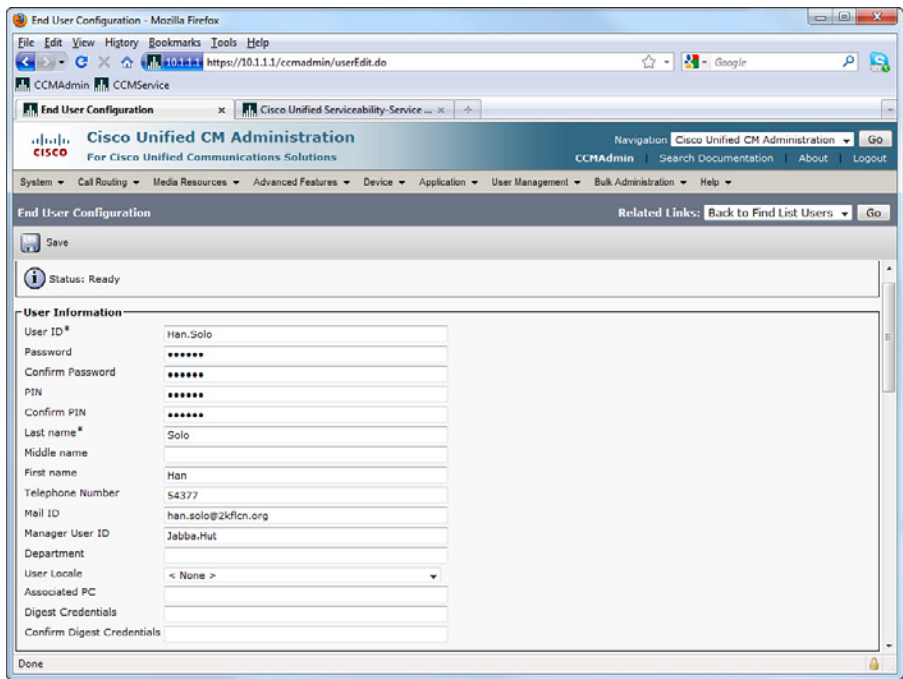 End User Configuration - Mozilla Firefox
File Edit View History Bookmarks Tools Help
10.1.1.1 https://10.1.1.1/ccmadmin/userEdit.do Google
CCMAdmin CCMService
End User Configuration x Cisco Unified Serviceability-Service ... x
CISCO Cisco Unified CM Administration Navigation Cisco Unified CM Administration Go
For Cisco Unified Communications Solutions CCMAdmin | Search Documentation | About | Logout
System Call Routing Media Resources Advanced Features Device Application User Management Bulk Administration Help
End User Configuration Related Links: Back to Find List Users Go
Save
Status: Ready
User Information
User ID* Han.Solo
Password ••••••
Confirm Password ••••••
PIN ••••••
Confirm PIN ••••••
Last name* Solo
Middle name
First name Han
Telephone Number 54377
Mail ID han.solo@2kflcn.org
Manager User ID Jabba.Hut
Department
User Locale < None >
Associated PC
Digest Credentials
Confirm Digest Credentials
Done